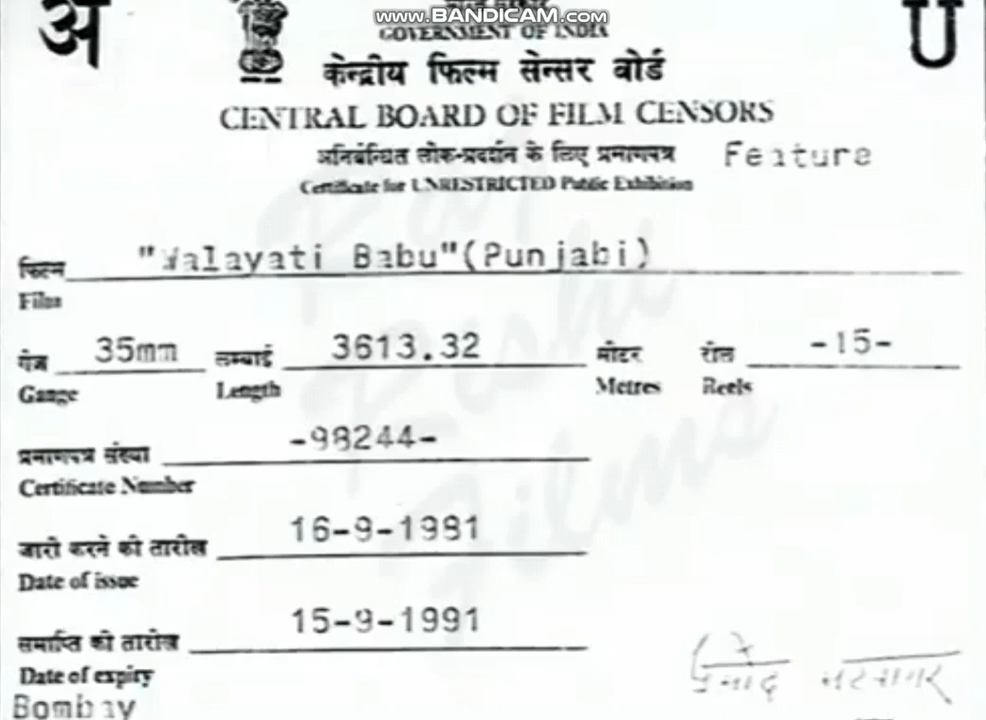 www.BANDICAM.com
अ U
GOVERNMENT OF INDIA
केन्द्रीय फिल्म सेन्सर बोर्ड
CENTRAL BOARD OF FILM CENSORS
अनिर्बन्धित लोक-प्रदर्शन के लिए प्रमाणपत्र Feature
Certificate for UNRESTRICTED Public Exhibition
फिल्म "Walayati Babu"(Punjabi)
Film
गेज 35mm लम्बाई 3613.32 मीटर रील -15-
Gauge Length Metres Reels
प्रमाणपत्र संख्या -98244-
Certificate Number
जारी करने की तारीख 16-9-1981
Date of issue
समाप्ति की तारीख 15-9-1991
Date of expiry
Bombay
Films